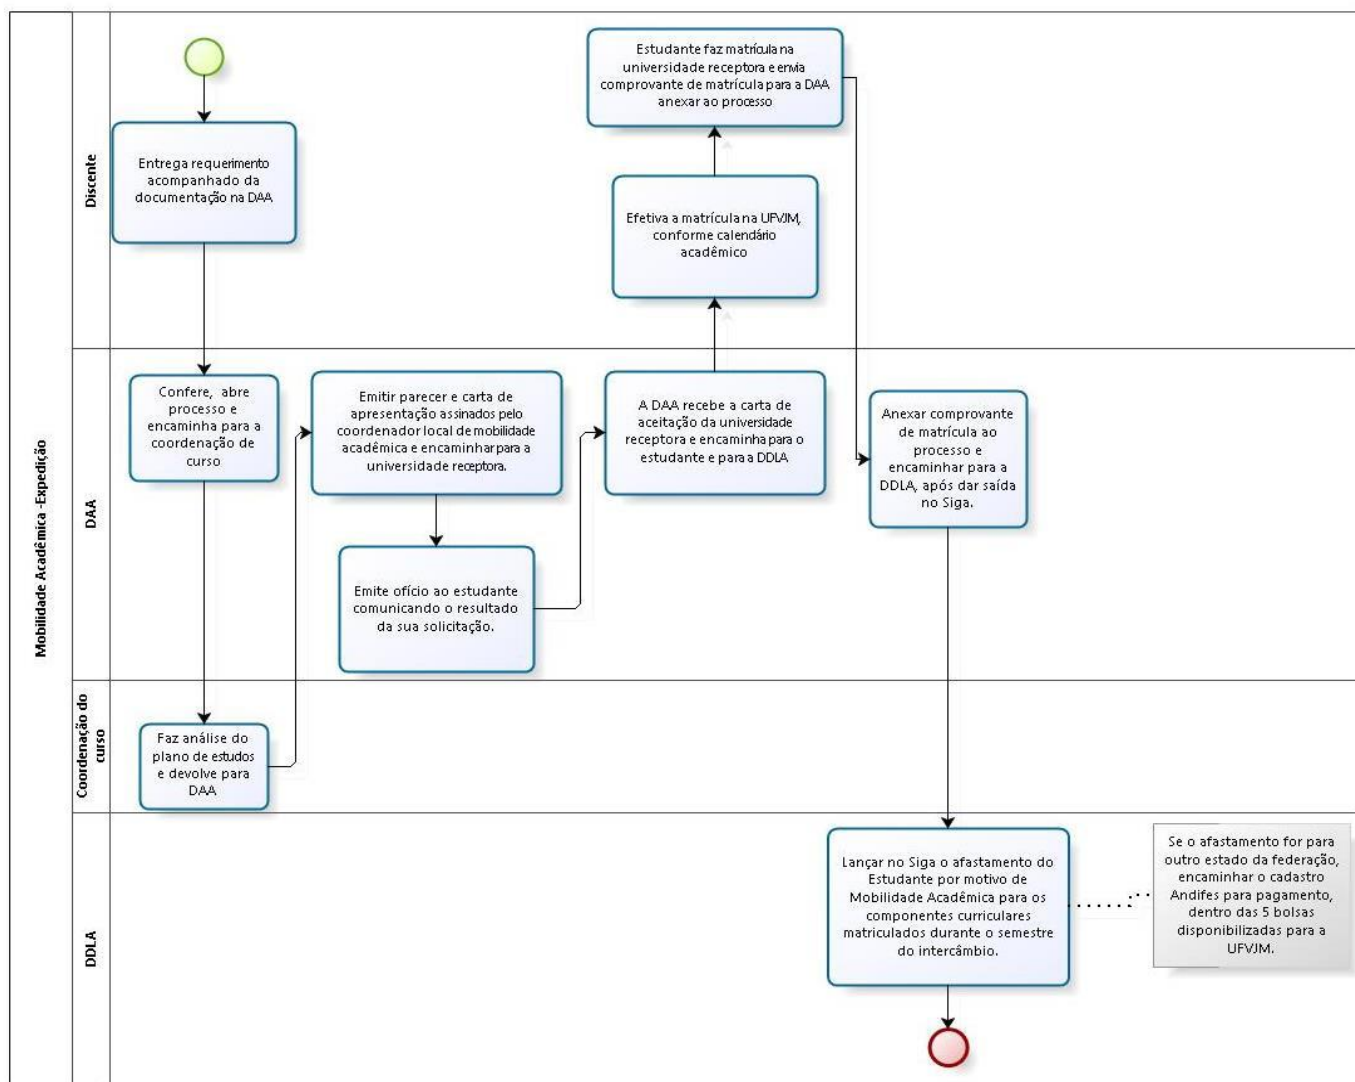 Mobilidade Acadêmica -Expedição
Discente
Entrega requerimento
acompanhado da
documentação na DAA
Estudante faz matrícula na
universidade receptora e envia
comprovante de matrícula para a DAA
anexar ao processo
Efetiva a matrícula na UFVJM,
conforme calendário
acadêmico
DAA
Confere, abre
processo e
encaminha para a
coordenação de
curso
Emitir parecer e carta de
apresentação assinados pelo
coordenador local de mobilidade
acadêmica e encaminhar para a
universidade receptora.
Emite ofício ao estudante
comunicando o resultado
da sua solicitação.
A DAA recebe a carta de
aceitação da universidade
receptora e encaminha para o
estudante e para a DDLA
Anexar comprovante
de matrícula ao
processo e
encaminhar para a
DDLA, após dar saída
no Siga.
Coordenação do
curso
Faz análise do
plano de estudos
e devolve para
DAA
DDLA
Lançar no Siga o afastamento do
Estudante por motivo de
Mobilidade Acadêmica para os
componentes curriculares
matriculados durante o semestre
do intercâmbio.
Se o afastamento for para
outro estado da federação,
encaminhar o cadastro
Andifes para pagamento,
dentro das 5 bolsas
disponibilizadas para a
UFVJM.